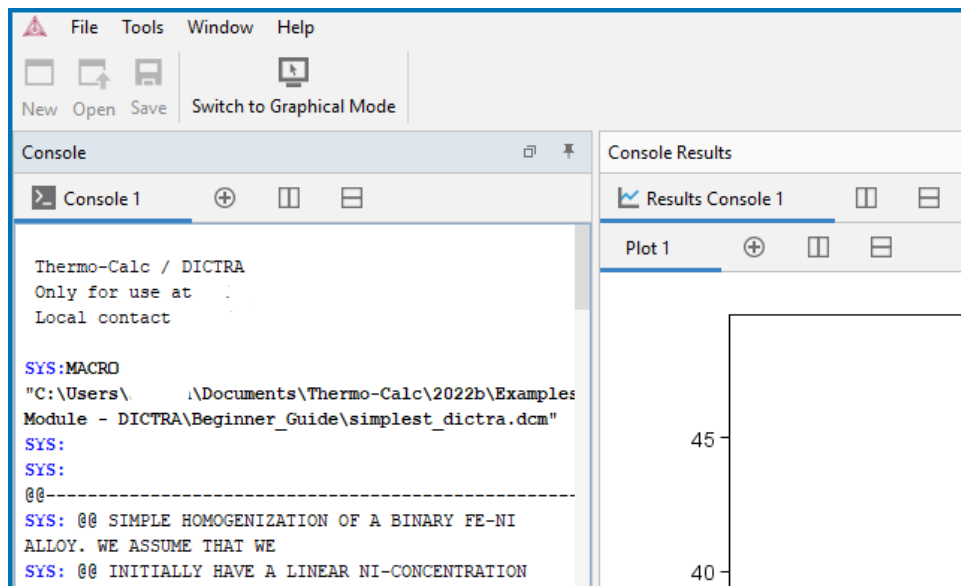 File Tools Window Help
New Open Save Switch to Graphical Mode
Console
Console 1
Thermo-Calc / DICTRA
Only for use at
Local contact
SYS:MACRO
"C:\Users\ \Documents\Thermo-Calc\2022b\Examples
Module - DICTRA\Beginner_Guide\simplest_dictra.dcm"
SYS:
SYS:
@@-----------------------------------------------------
SYS: @@ SIMPLE HOMOGENIZATION OF A BINARY FE-NI
ALLOY. WE ASSUME THAT WE
SYS: @@ INITIALLY HAVE A LINEAR NI-CONCENTRATION
Console Results
Results Console 1
Plot 1
45
40